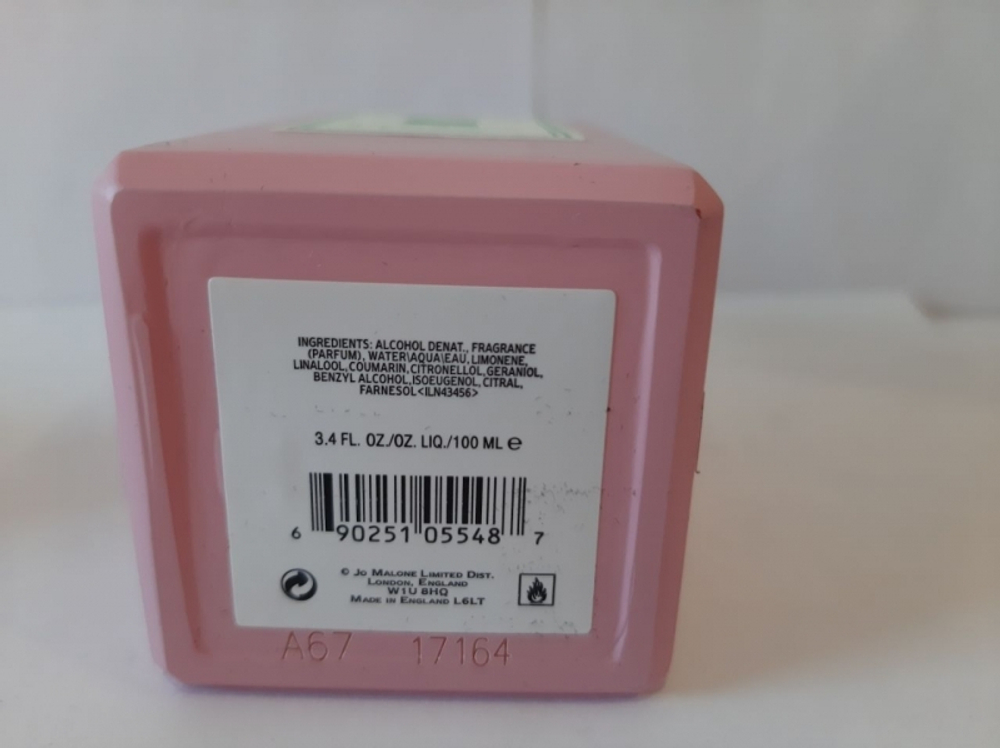 INGREDIENTS: ALCOHOL DENAT., FRAGRANCE
(PARFUM), WATER\AQUA\EAU, LIMONENE,
LINALOOL, COUMARIN, CITRONELLOL, GERANIOL,
BENZYL ALCOHOL, ISOEUGENOL, CITRAL,
FARNESOL <ILN43456>
3.4 FL. OZ./OZ. LIQ./100 ML e
6 90251 05548 7
© Jo Malone Limited Dist.
London, England
W1U 8HQ
Made in England L6LT
A67 17164